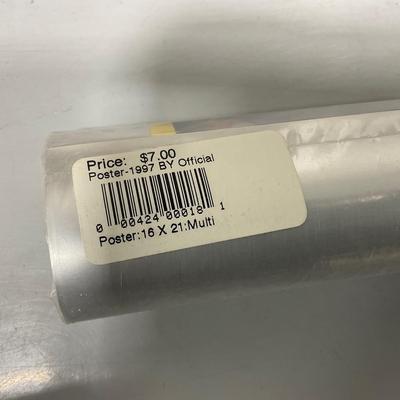 Price: $7.00
Poster-1997 BY Official
0 00424 00018 1
Poster:16 X 21:Multi